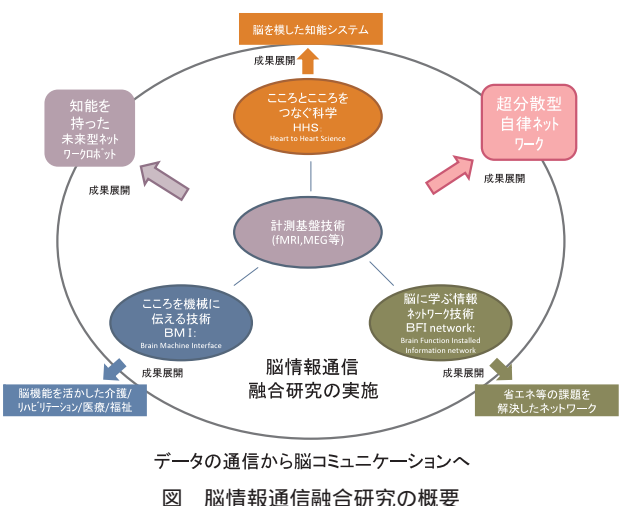 脳を模した知能システム
成果展開
知能を
持った
未来型ネット
ワークロボット
こころとこころを
つなぐ科学
HHS:
Heart to Heart Science
超分散型
自律ネット
ワーク
成果展開
成果展開
計測基盤技術
(fMRI,MEG等)
こころを機械に
伝える技術
BMI:
Brain Machine Interface
脳に学ぶ情報
ネットワーク技術
BFI network:
Brain Function Installed
Information network
脳情報通信
融合研究の実施
成果展開
成果展開
脳機能を活かした介護/
リハビリテーション/医療/福祉
省エネ等の課題を
解決したネットワーク
データの通信から脳コミュニケーションへ
図 脳情報通信融合研究の概要